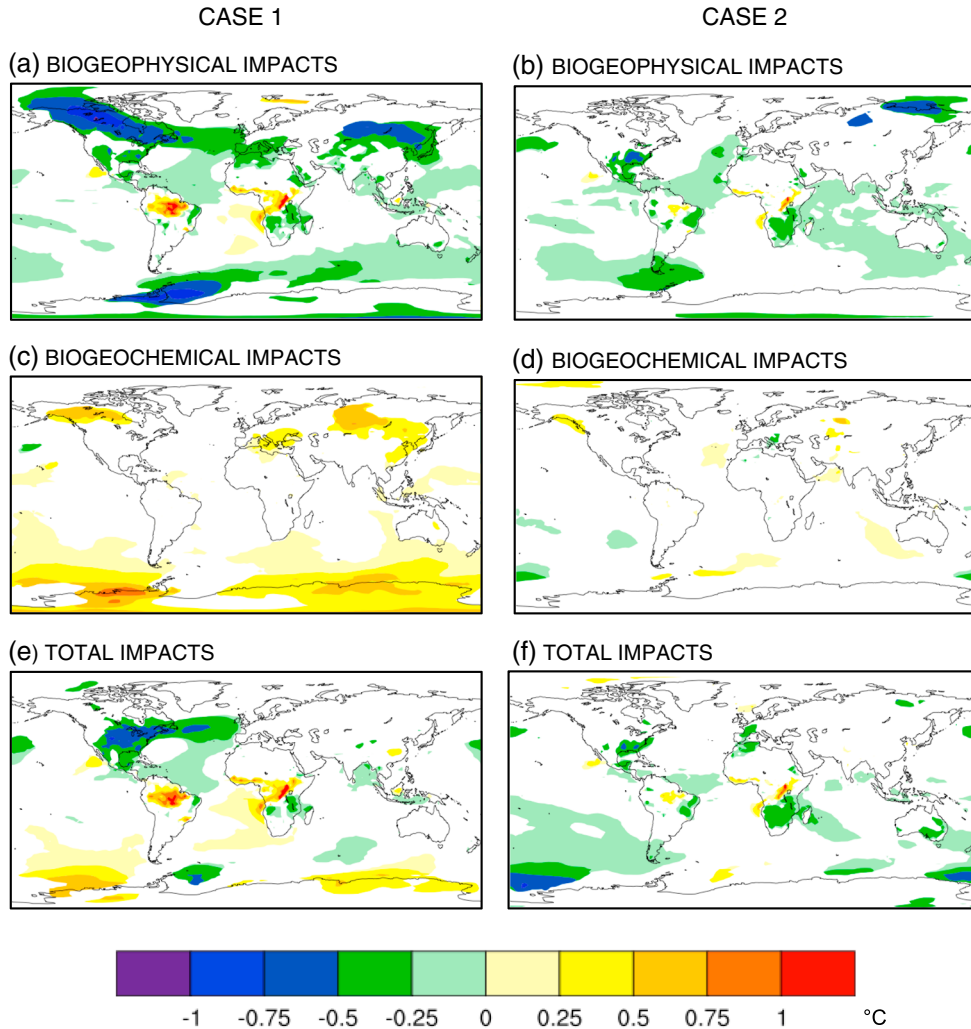 CASE 1
CASE 2
(a) BIOGEOPHYSICAL IMPACTS
(b) BIOGEOPHYSICAL IMPACTS
(c) BIOGEOCHEMICAL IMPACTS
(d) BIOGEOCHEMICAL IMPACTS
(e) TOTAL IMPACTS
(f) TOTAL IMPACTS
-1 -0.75 -0.5 -0.25 0 0.25 0.5 0.75 1 °C